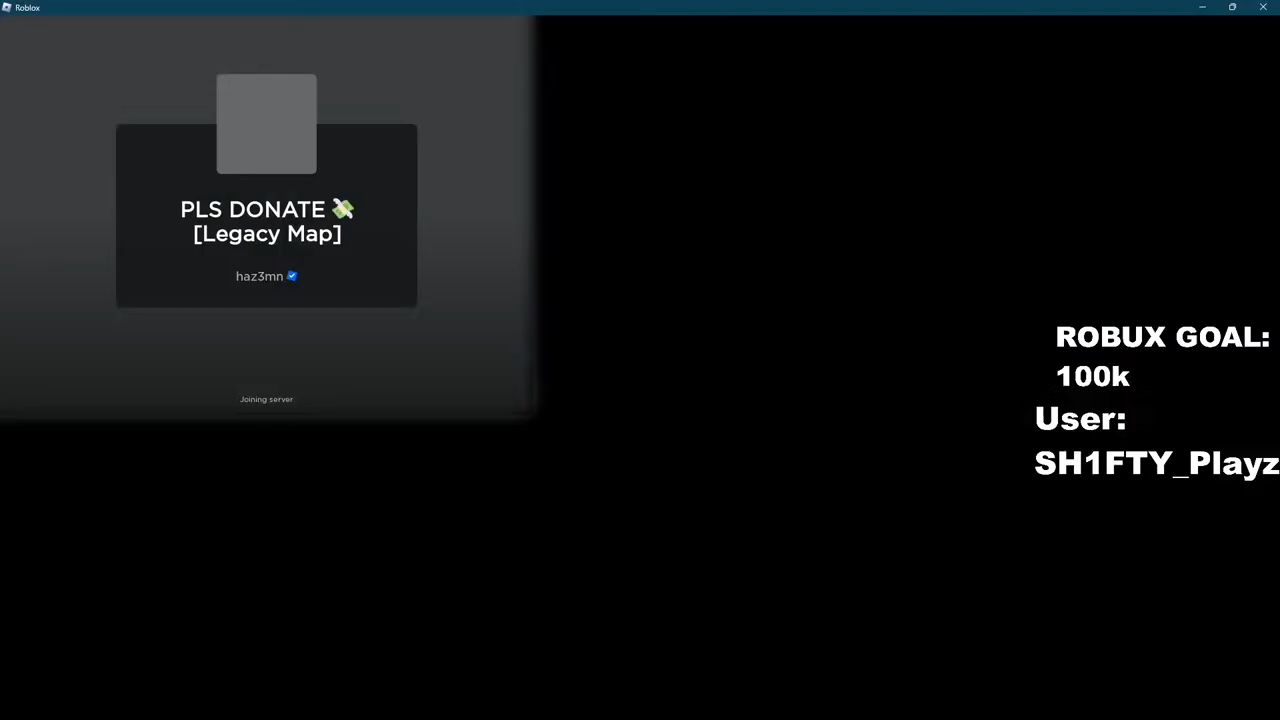 Roblox
PLS DONATE 💸
[Legacy Map]
haz3mn
Joining server
ROBUX GOAL:
100k
User:
SH1FTY_Playz